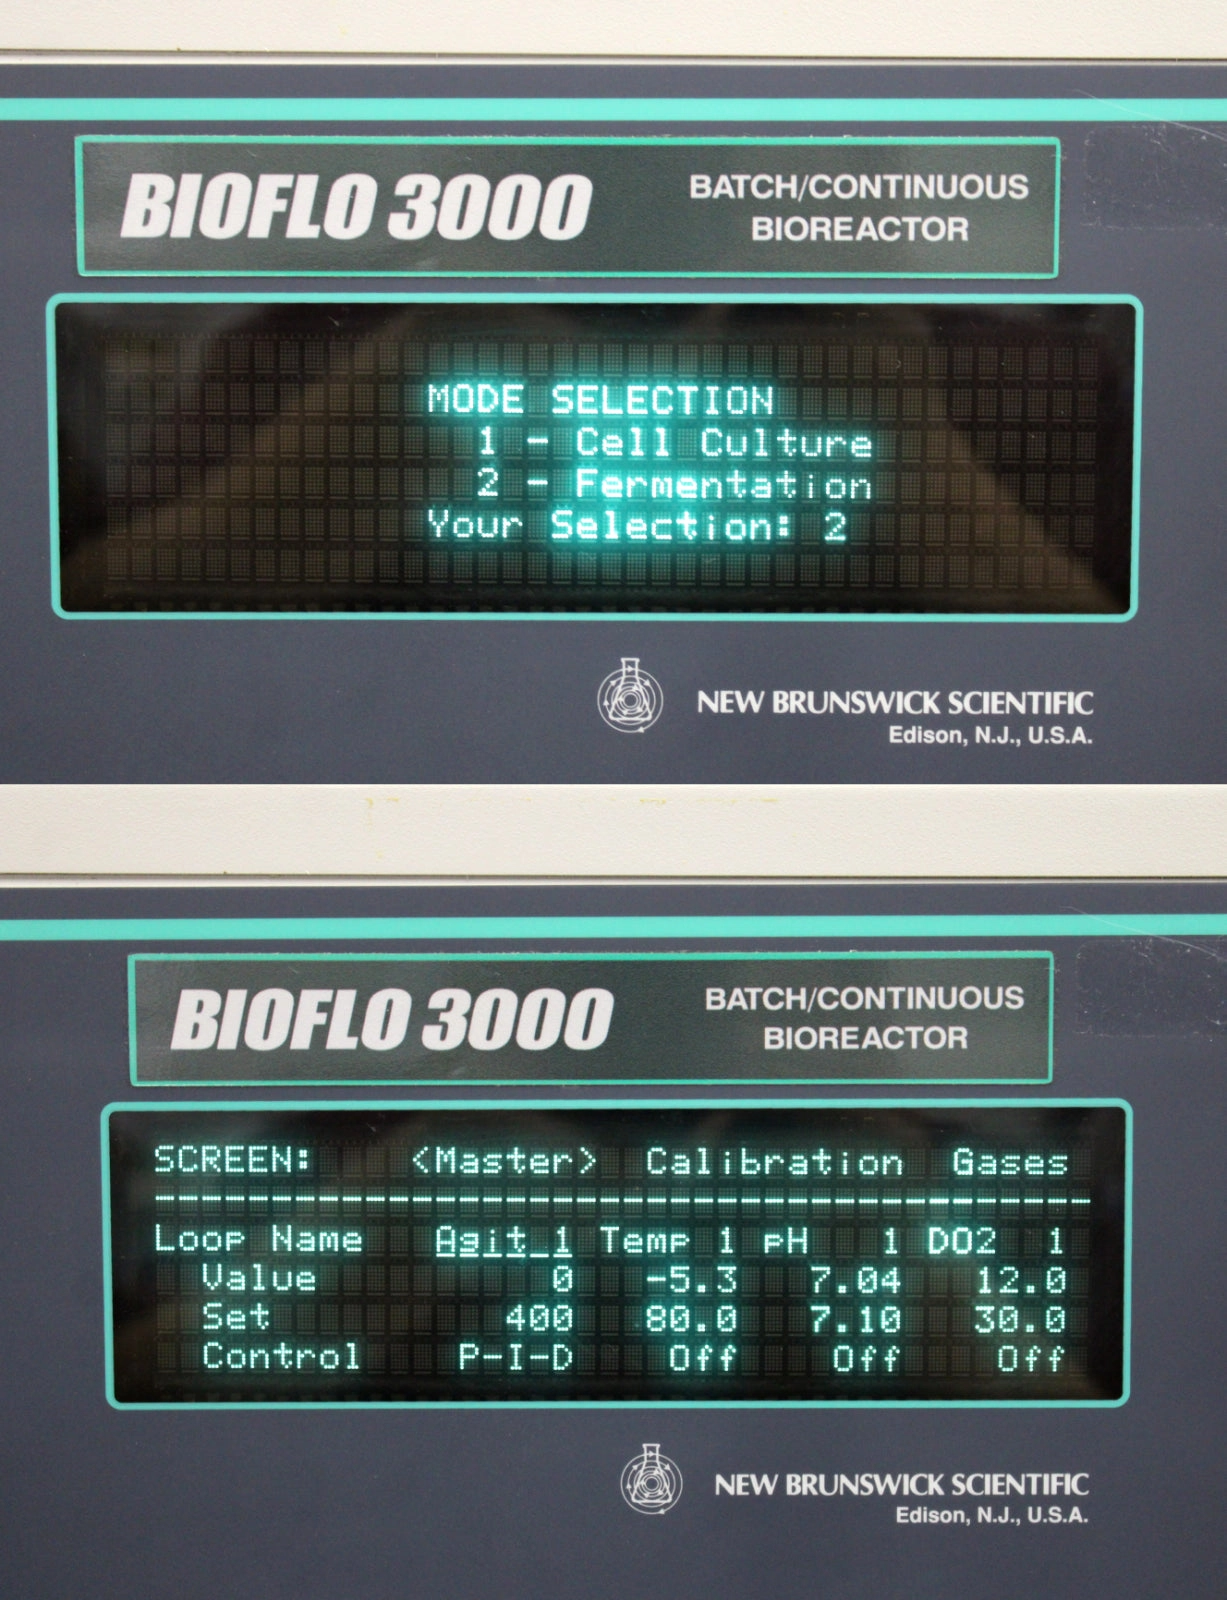 BIOFLO 3000
BATCH/CONTINUOUS
BIOREACTOR
MODE SELECTION
1 - Cell Culture
2 - Fermentation
Your Selection: 2
NEW BRUNSWICK SCIENTIFIC
Edison, N.J., U.S.A.
BIOFLO 3000
BATCH/CONTINUOUS
BIOREACTOR
SCREEN: <Master> Calibration Gases
Loop Name Agit 1 Temp 1 pH 1 DO2 1
Value 0 -5.3 7.04 12.0
Set 400 80.0 7.10 30.0
Control P-I-D Off Off Off
NEW BRUNSWICK SCIENTIFIC
Edison, N.J., U.S.A.